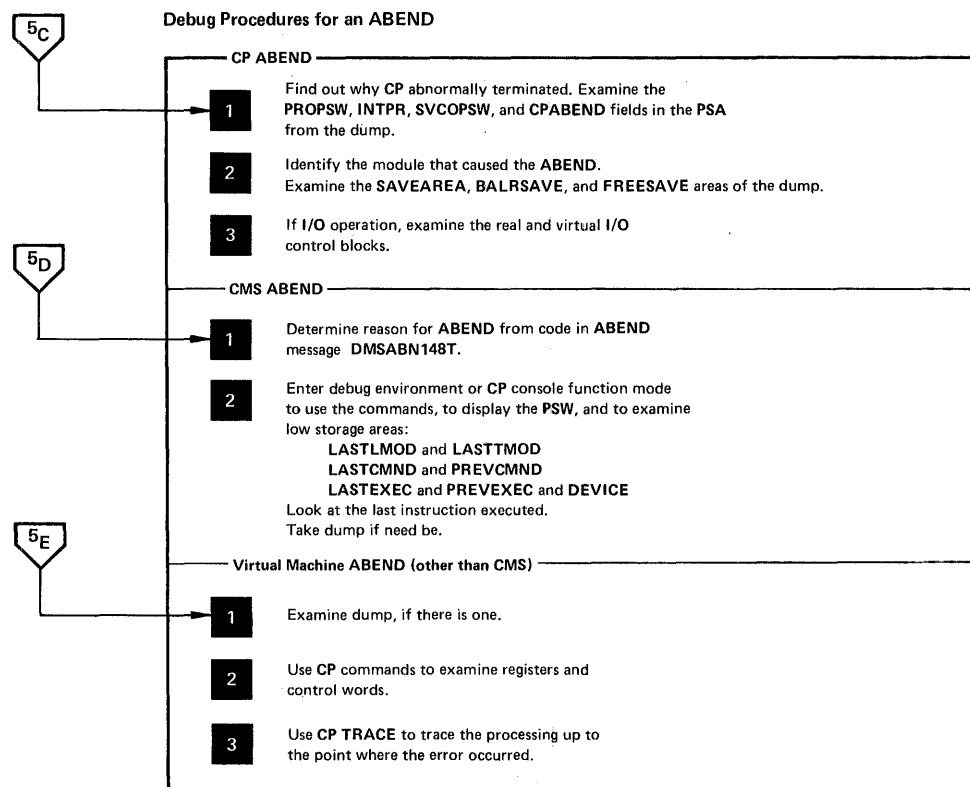 Debug Procedures for an ABEND
5C
CP ABEND
1
Find out why CP abnormally terminated. Examine the
PROPSW, INTPR, SVCOPSW, and CPABEND fields in the PSA
from the dump.
2
Identify the module that caused the ABEND.
Examine the SAVEAREA, BALRSAVE, and FREESAVE areas of the dump.
3
If I/O operation, examine the real and virtual I/O
control blocks.
5D
CMS ABEND
1
Determine reason for ABEND from code in ABEND
message DMSABN148T.
2
Enter debug environment or CP console function mode
to use the commands, to display the PSW, and to examine
low storage areas:
LASTLMOD and LASTTMOD
LASTCMND and PREVCMND
LASTEXEC and PREVEXEC and DEVICE
Look at the last instruction executed.
Take dump if need be.
5E
Virtual Machine ABEND (other than CMS)
1
Examine dump, if there is one.
2
Use CP commands to examine registers and
control words.
3
Use CP TRACE to trace the processing up to
the point where the error occurred.